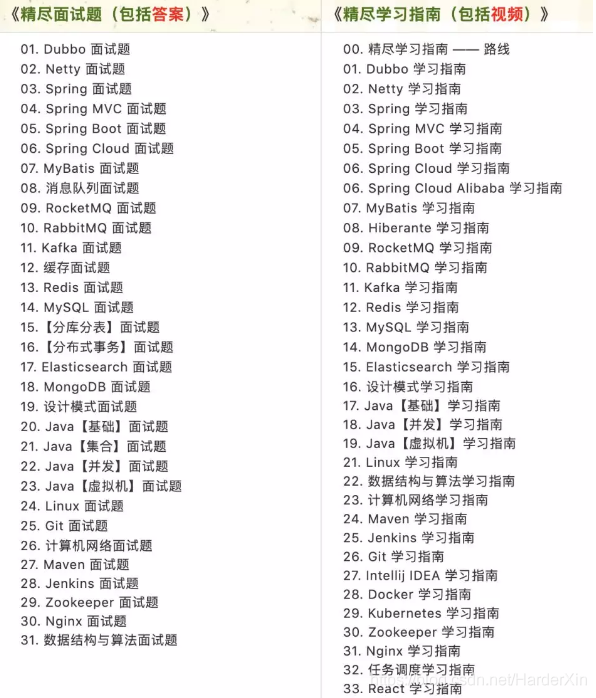 《精尽面试题（包括答案）》
01. Dubbo 面试题
02. Netty 面试题
03. Spring 面试题
04. Spring MVC 面试题
05. Spring Boot 面试题
06. Spring Cloud 面试题
07. MyBatis 面试题
08. 消息队列面试题
09. RocketMQ 面试题
10. RabbitMQ 面试题
11. Kafka 面试题
12. 缓存面试题
13. Redis 面试题
14. MySQL 面试题
15.【分库分表】面试题
16.【分布式事务】面试题
17. Elasticsearch 面试题
18. MongoDB 面试题
19. 设计模式面试题
20. Java【基础】面试题
21. Java【集合】面试题
22. Java【并发】面试题
23. Java【虚拟机】面试题
24. Linux 面试题
25. Git 面试题
26. 计算机网络面试题
27. Maven 面试题
28. Jenkins 面试题
29. Zookeeper 面试题
30. Nginx 面试题
31. 数据结构与算法面试题
《精尽学习指南（包括视频）》
00. 精尽学习指南 —— 路线
01. Dubbo 学习指南
02. Netty 学习指南
03. Spring 学习指南
04. Spring MVC 学习指南
05. Spring Boot 学习指南
06. Spring Cloud 学习指南
06. Spring Cloud Alibaba 学习指南
07. MyBatis 学习指南
08. Hiberante 学习指南
09. RocketMQ 学习指南
10. RabbitMQ 学习指南
11. Kafka 学习指南
12. Redis 学习指南
13. MySQL 学习指南
14. MongoDB 学习指南
15. Elasticsearch 学习指南
16. 设计模式学习指南
17. Java【基础】学习指南
18. Java【并发】学习指南
19. Java【虚拟机】学习指南
21. Linux 学习指南
22. 数据结构与算法学习指南
23. 计算机网络学习指南
24. Maven 学习指南
25. Jenkins 学习指南
26. Git 学习指南
27. Intellij IDEA 学习指南
28. Docker 学习指南
29. Kubernetes 学习指南
30. Zookeeper 学习指南
31. Nginx 学习指南
32. 任务调度学习指南
33. React 学习指南
https://blog.csdn.net/HarderXin